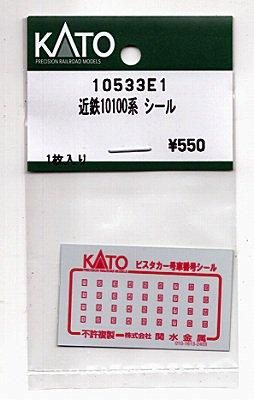 KATO
PRECISION RAILROAD MODELS
10533E1
近鉄10100系 シール
¥550
1枚入り
KATO ビスタカー号車番号シール
不許複製－株式会社 関水金属